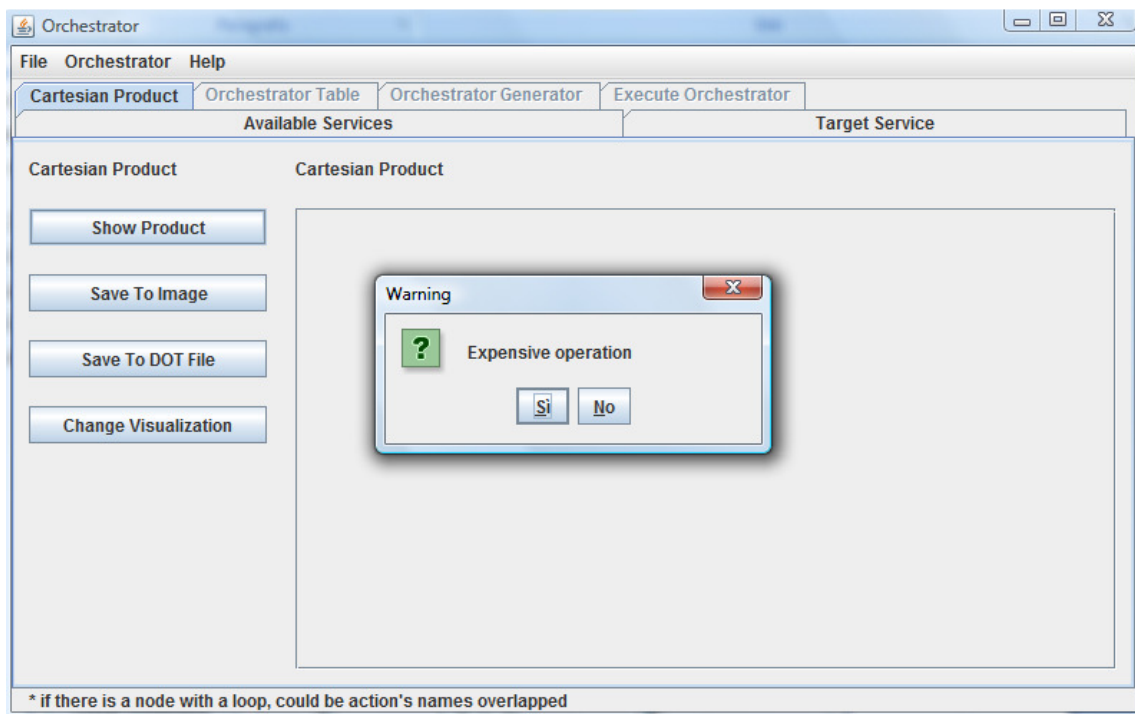 Orchestrator
File Orchestrator Help
Cartesian Product Orchestrator Table Orchestrator Generator Execute Orchestrator
Available Services Target Service
Cartesian Product Cartesian Product
Show Product
Save To Image
Save To DOT File
Change Visualization
Warning
Expensive operation
Sì No
* if there is a node with a loop, could be action's names overlapped